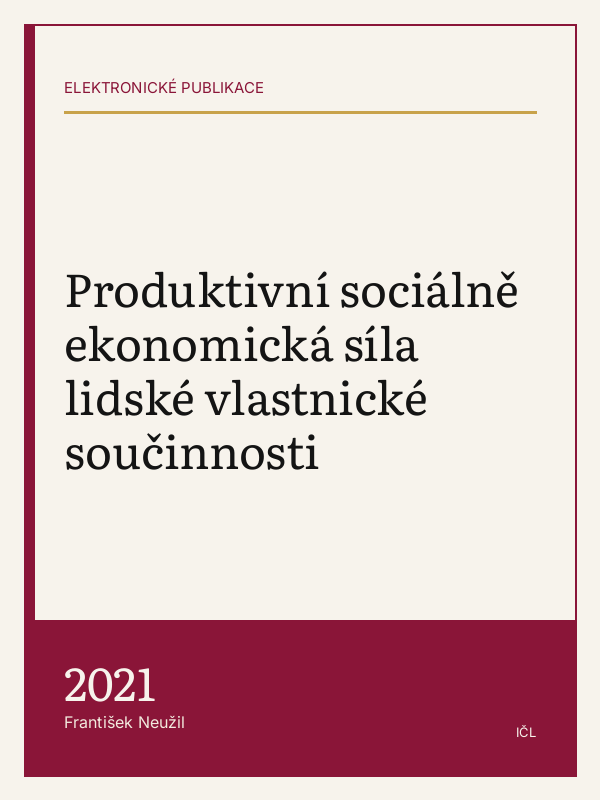 ELEKTRONICKÉ PUBLIKACE
Produktivní sociálně
ekonomická síla
lidské vlastnické
součinnosti
2021
František Neužil
IČL